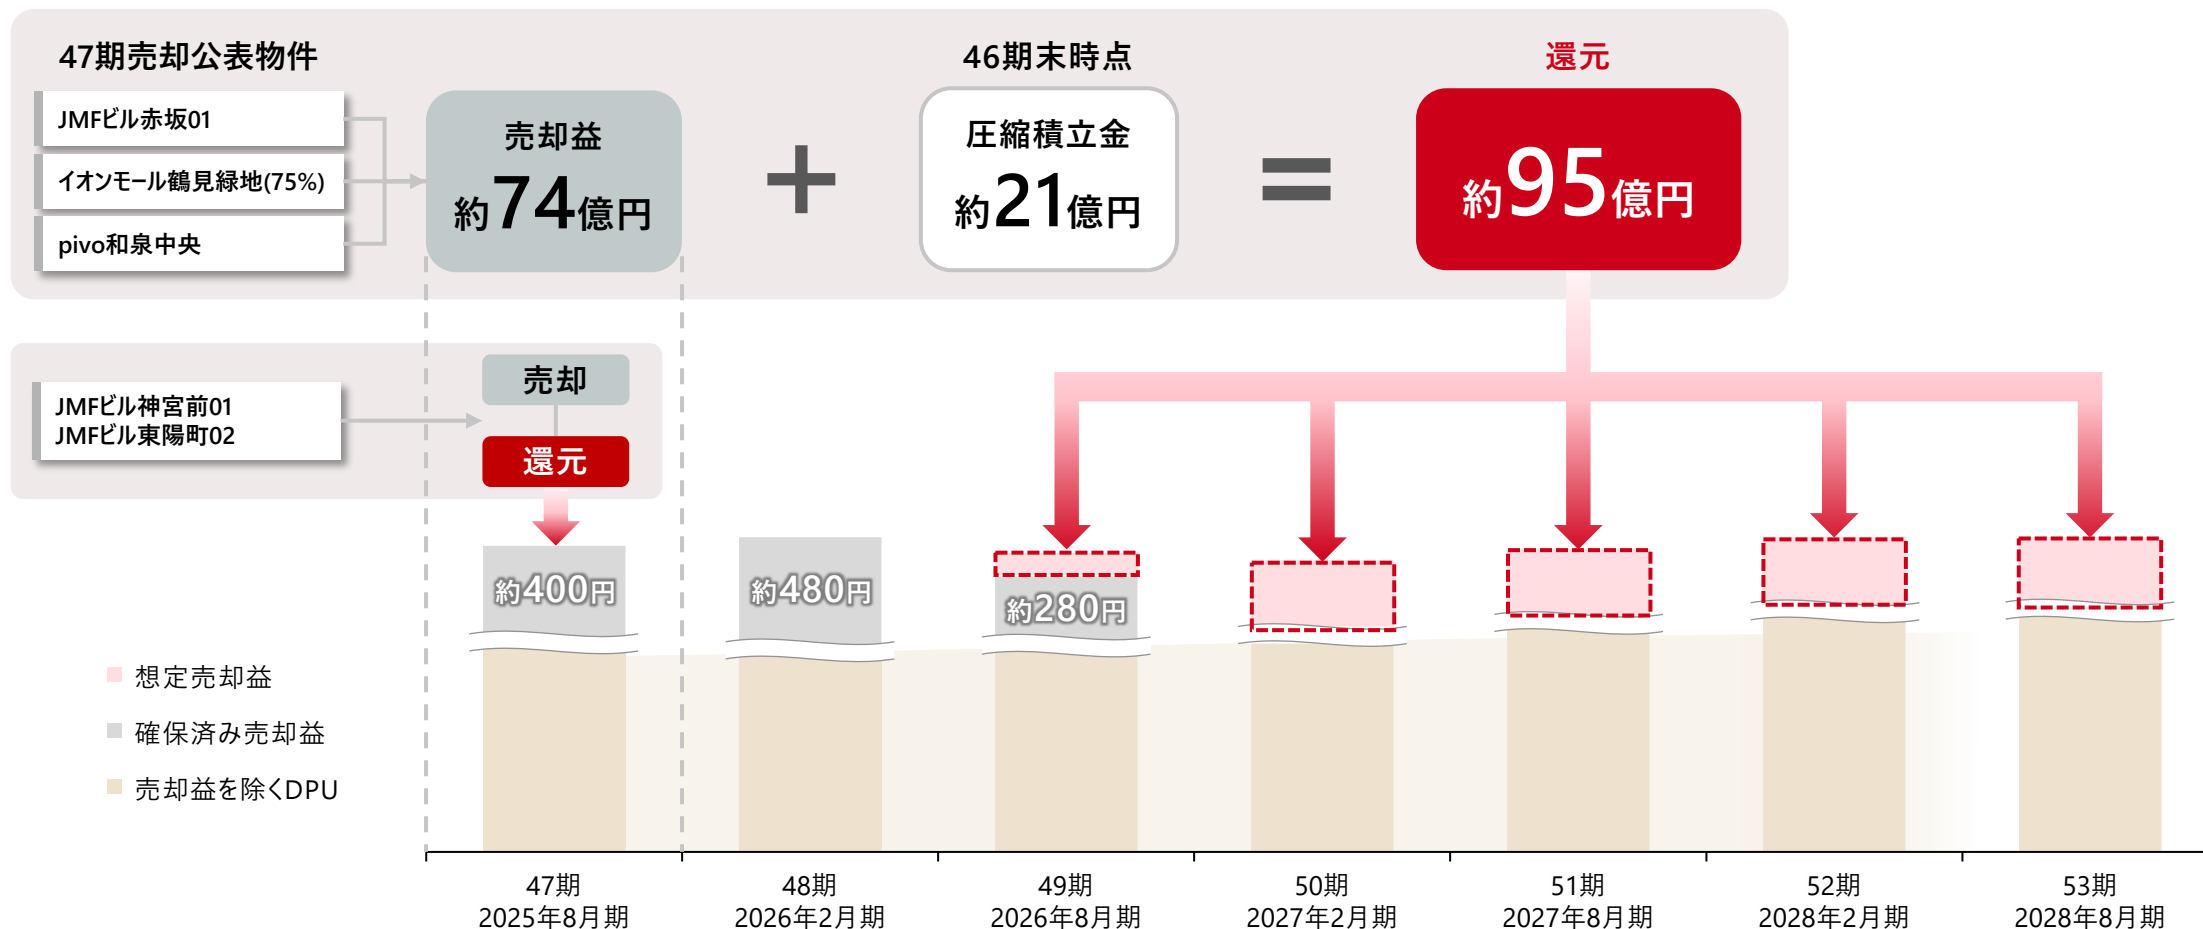 47期売却公表物件
JMFビル赤坂01
イオンモール鶴見緑地(75%)
pivo和泉中央
売却益
約74億円
+
46期末時点
圧縮積立金
約21億円
=
還元
約95億円
JMFビル神宮前01
JMFビル東陽町02
売却
還元
約400円
約480円
約280円
想定売却益
確保済み売却益
売却益を除くDPU
47期
2025年8月期
48期
2026年2月期
49期
2026年8月期
50期
2027年2月期
51期
2027年8月期
52期
2028年2月期
53期
2028年8月期